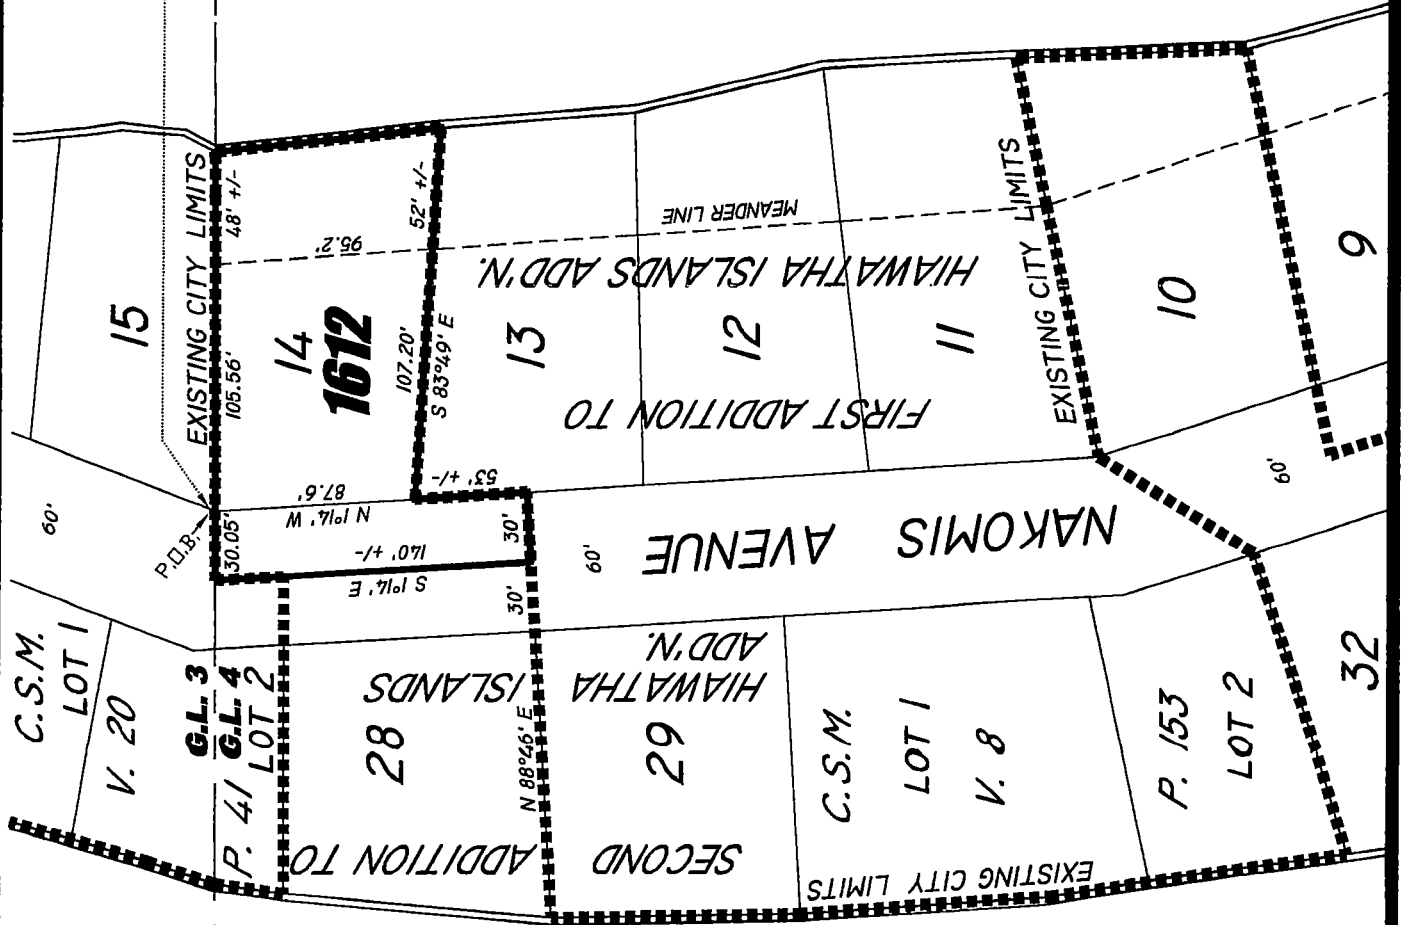 EXISTING CITY LIMITS
48' +/-
105.56'
95.2'
52' +/-
15
14
1612
107.20'
S 83°49' E
MEANDER LINE
HIAWATHA ISLANDS ADD'N.
FIRST ADDITION TO
13
12
11
EXISTING CITY LIMITS
10
9
60'
P.O.B.
30.05'
87.6'
N 1°14' W
53' +/-
140' +/-
S 1°14' E
30'
30'
60'
NAKOMIS AVENUE
60'
C.S.M.
LOT 1
V. 20
G.L. 3
G.L. 4
P. 41
LOT 2
SECOND ADDITION TO
HIAWATHA ISLANDS
ADD'N.
28
N 88°46' E
29
C.S.M.
LOT 1
V. 8
P. 153
LOT 2
32
EXISTING CITY LIMITS